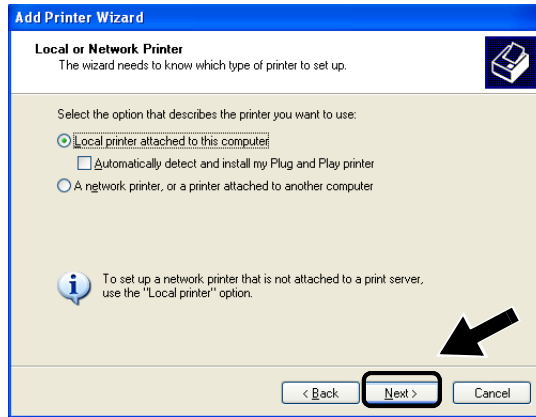 Add Printer Wizard
Local or Network Printer
The wizard needs to know which type of printer to set up.
Select the option that describes the printer you want to use:
Local printer attached to this computer
Automatically detect and install my Plug and Play printer
A network printer, or a printer attached to another computer
To set up a network printer that is not attached to a print server,
use the "Local printer" option.
< Back
Next >
Cancel